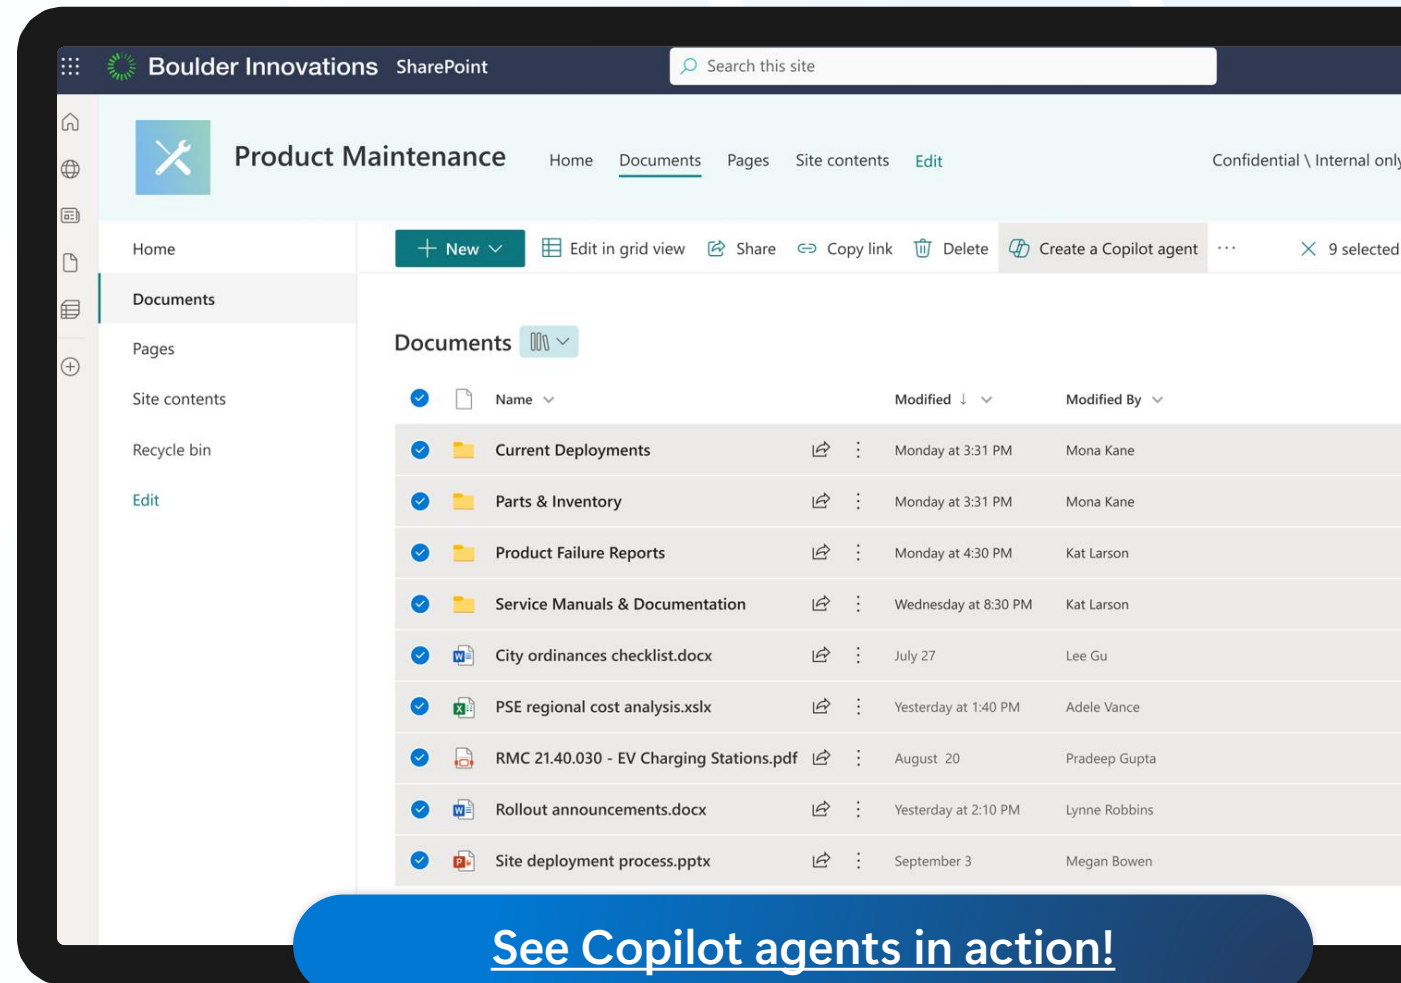 Boulder Innovations SharePoint Search this site
Product Maintenance Home Documents Pages Site contents Edit Confidential \ Internal only
Home
Documents
Pages
Site contents
Recycle bin
Edit
New Edit in grid view Share Copy link Delete Create a Copilot agent ··· 9 selected
Documents
Name Modified ↓ Modified By
Current Deployments Monday at 3:31 PM Mona Kane
Parts & Inventory Monday at 3:31 PM Mona Kane
Product Failure Reports Monday at 4:30 PM Kat Larson
Service Manuals & Documentation Wednesday at 8:30 PM Kat Larson
City ordinances checklist.docx July 27 Lee Gu
PSE regional cost analysis.xslx Yesterday at 1:40 PM Adele Vance
RMC 21.40.030 - EV Charging Stations.pdf August 20 Pradeep Gupta
Rollout announcements.docx Yesterday at 2:10 PM Lynne Robbins
Site deployment process.pptx September 3 Megan Bowen
See Copilot agents in action!